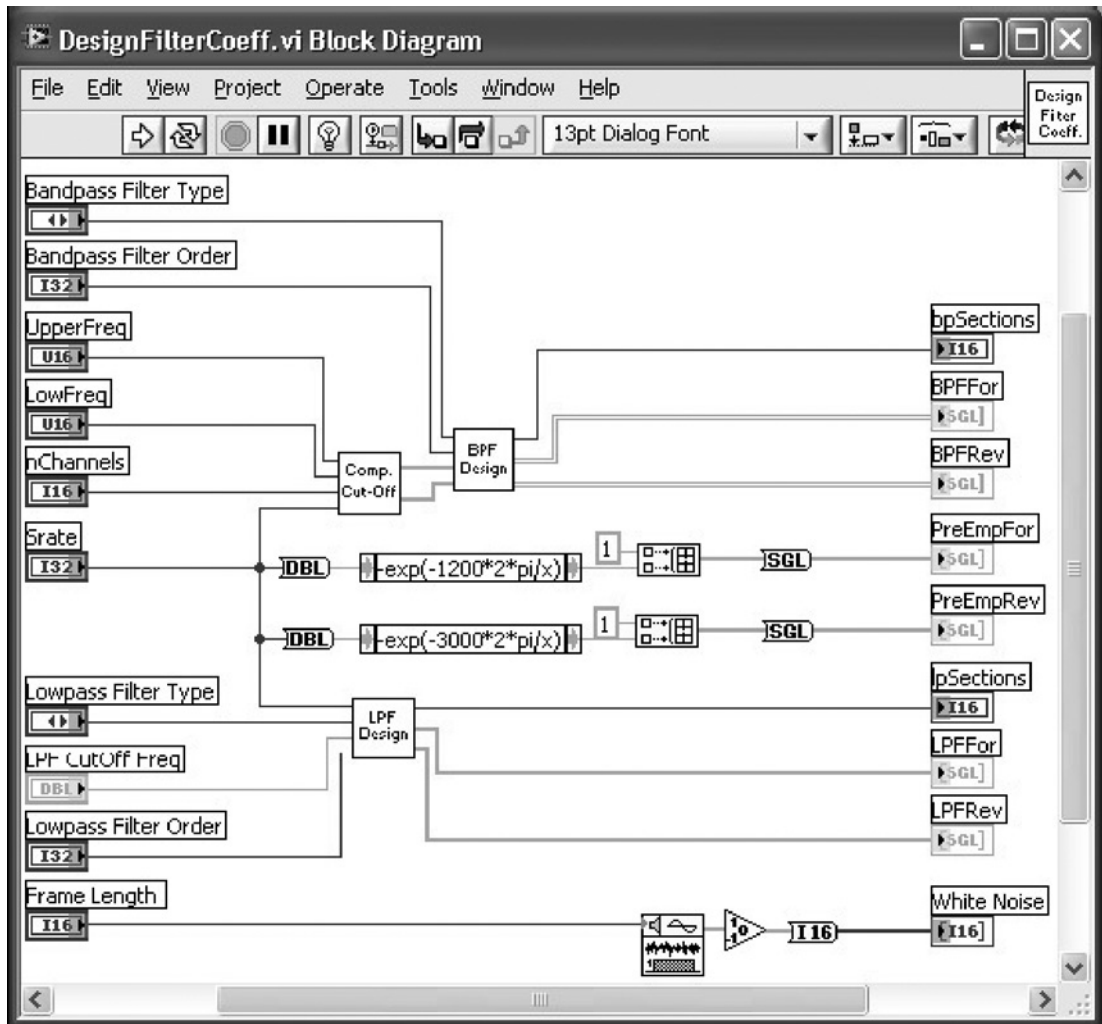 DesignFilterCoeff.vi Block Diagram
File Edit View Project Operate Tools Window Help
Design
Fiter
Coeff.
13pt Dialog Font
Bandpass Filter Type
Bandpass Filter Order
I32
UpperFreq
U16
LowFreq
U16
nChannels
I16
Srate
I32
Comp.
Cut-Off
BPF
Design
bpSections
I16
BPFFor
SGL
BPFRev
SGL
DBL
-exp(-1200*2*pi/x)
1
SGL
PreEmpFor
SGL
DBL
-exp(-3000*2*pi/x)
1
SGL
PreEmpRev
SGL
Lowpass Filter Type
LPF CutOff Freq
DBL
Lowpass Filter Order
I32
LPF
Design
lpSections
I16
LPFFor
SGL
LPFRev
SGL
Frame Length
I16
1
-1
0
I16
White Noise
I16